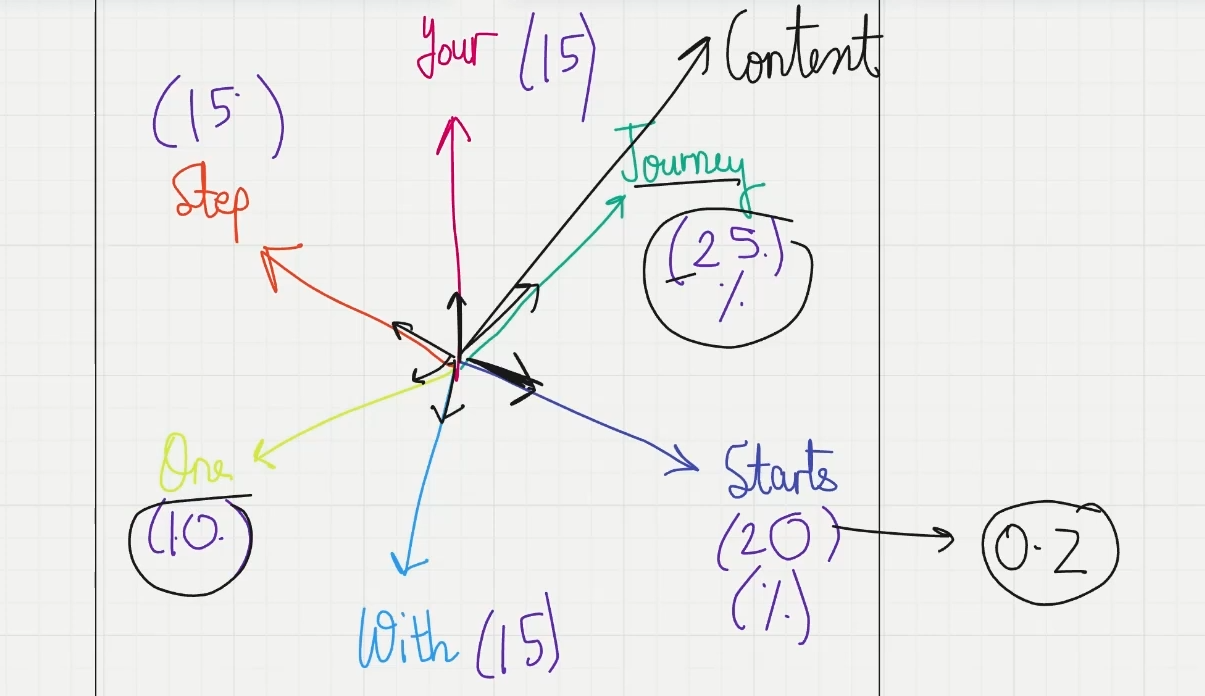 Your (15)
Content
(15)
Step
Journey
(25)
%
One
(10)
Starts
(20)
(%)
0.2
With (15)